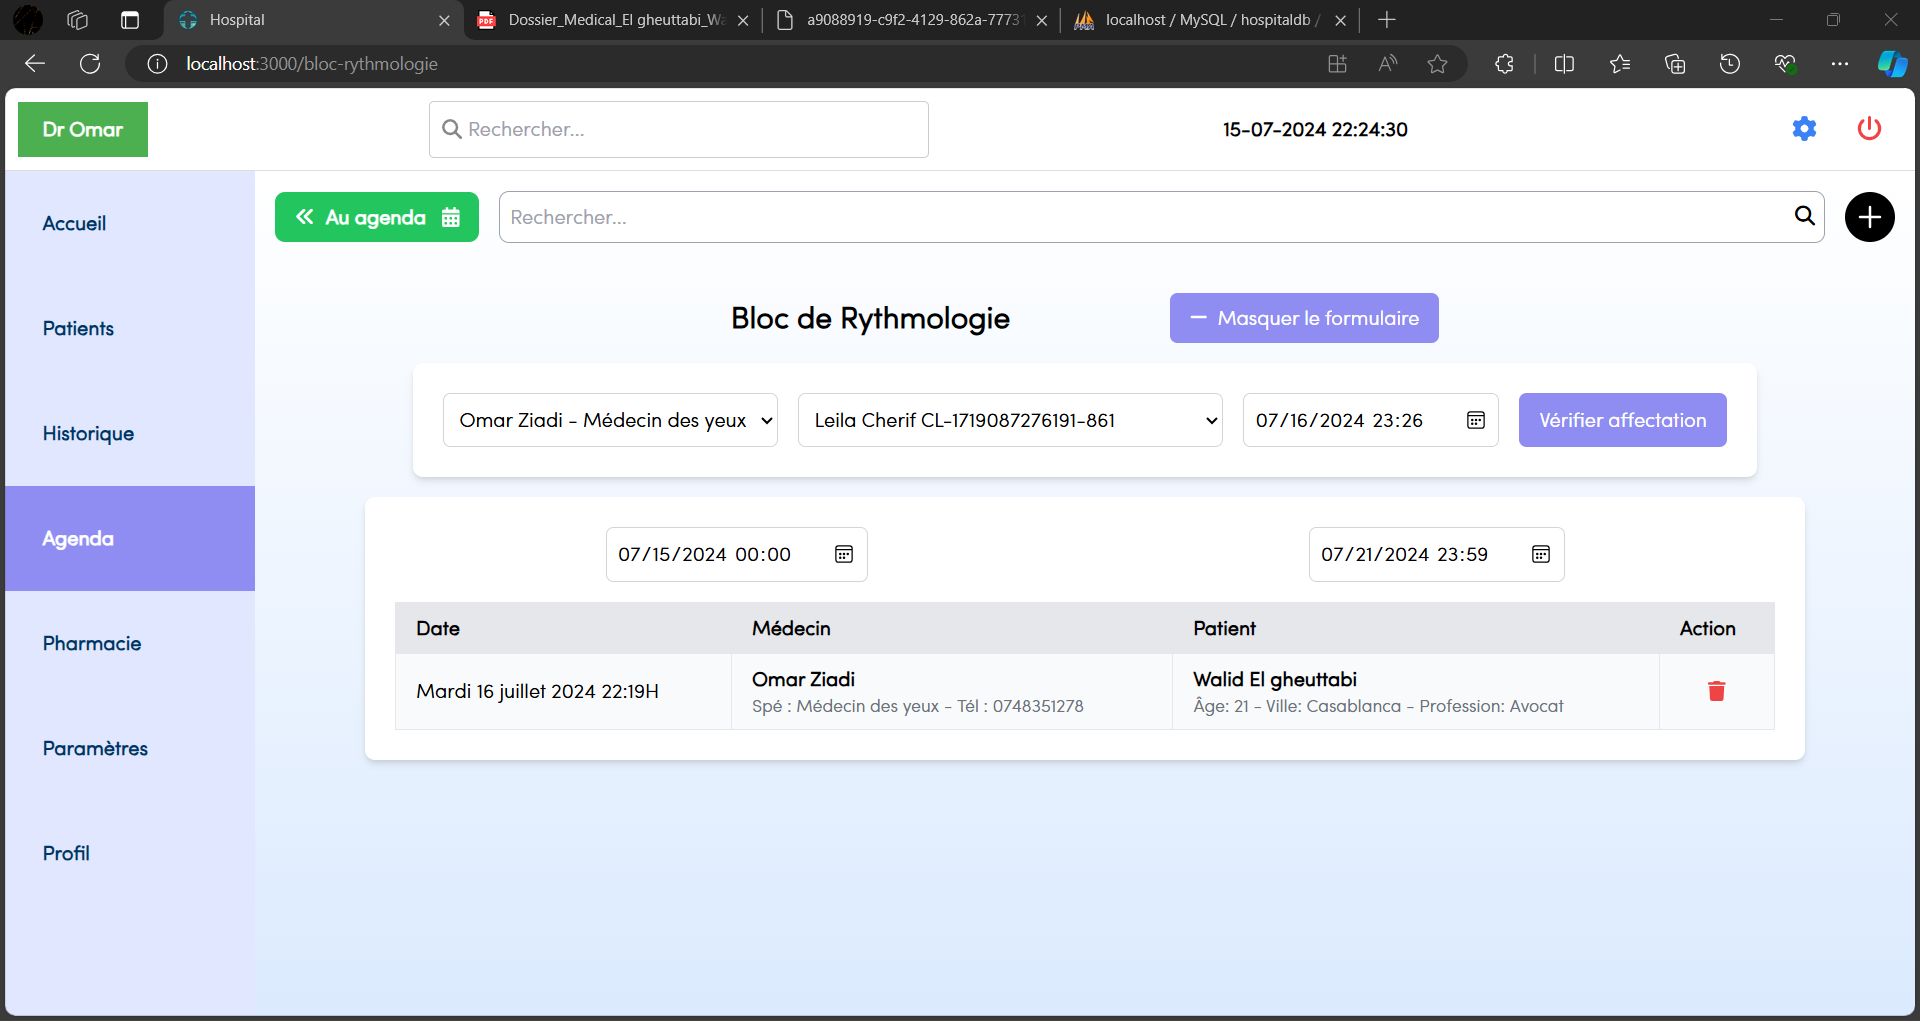 Hospital
Dossier_Medical_El gheuttabi_Wa
a9088919-c9f2-4129-862a-77731
localhost / MySQL / hospitaldb /
localhost:3000/bloc-rythmologie
Dr Omar
Rechercher...
15-07-2024 22:24:30
Accueil
Patients
Historique
Agenda
Pharmacie
Paramètres
Profil
Au agenda
Rechercher...
Bloc de Rythmologie
Masquer le formulaire
Omar Ziadi - Médecin des yeux
Leila Cherif CL-1719087276191-861
07/16/2024 23:26
Vérifier affectation
07/15/2024 00:00
07/21/2024 23:59
Date Médecin Patient Action
Mardi 16 juillet 2024 22:19H
Omar Ziadi
Spé : Médecin des yeux - Tél : 0748351278
Walid El gheuttabi
Âge: 21 - Ville: Casablanca - Profession: Avocat